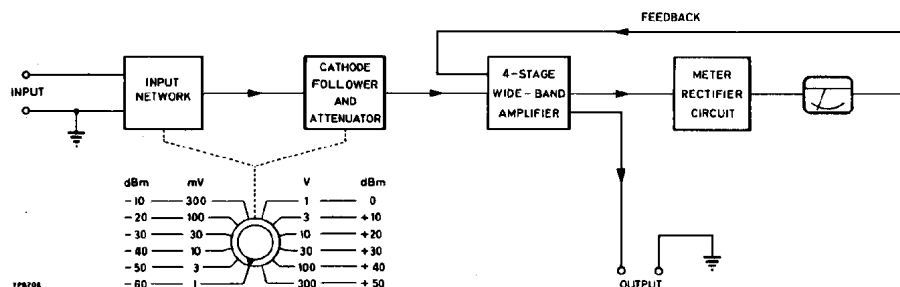 FEEDBACK
INPUT
INPUT
NETWORK
CATHODE
FOLLOWER
AND
ATTENUATOR
4-STAGE
WIDE-BAND
AMPLIFIER
METER
RECTIFIER
CIRCUIT
dBm mV V dBm
-10 300 1 0
-20 100 3 +10
-30 30 10 +20
-40 10 30 +30
-50 3 100 +40
-60 1 300 +50
OUTPUT